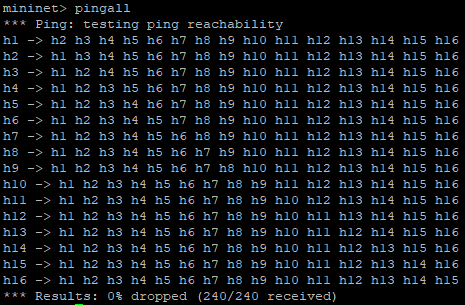 mininet> pingall
*** Ping: testing ping reachability
h1 -> h2 h3 h4 h5 h6 h7 h8 h9 h10 h11 h12 h13 h14 h15 h16
h2 -> h1 h3 h4 h5 h6 h7 h8 h9 h10 h11 h12 h13 h14 h15 h16
h3 -> h1 h2 h4 h5 h6 h7 h8 h9 h10 h11 h12 h13 h14 h15 h16
h4 -> h1 h2 h3 h5 h6 h7 h8 h9 h10 h11 h12 h13 h14 h15 h16
h5 -> h1 h2 h3 h4 h6 h7 h8 h9 h10 h11 h12 h13 h14 h15 h16
h6 -> h1 h2 h3 h4 h5 h7 h8 h9 h10 h11 h12 h13 h14 h15 h16
h7 -> h1 h2 h3 h4 h5 h6 h8 h9 h10 h11 h12 h13 h14 h15 h16
h8 -> h1 h2 h3 h4 h5 h6 h7 h9 h10 h11 h12 h13 h14 h15 h16
h9 -> h1 h2 h3 h4 h5 h6 h7 h8 h10 h11 h12 h13 h14 h15 h16
h10 -> h1 h2 h3 h4 h5 h6 h7 h8 h9 h11 h12 h13 h14 h15 h16
h11 -> h1 h2 h3 h4 h5 h6 h7 h8 h9 h10 h12 h13 h14 h15 h16
h12 -> h1 h2 h3 h4 h5 h6 h7 h8 h9 h10 h11 h13 h14 h15 h16
h13 -> h1 h2 h3 h4 h5 h6 h7 h8 h9 h10 h11 h12 h14 h15 h16
h14 -> h1 h2 h3 h4 h5 h6 h7 h8 h9 h10 h11 h12 h13 h15 h16
h15 -> h1 h2 h3 h4 h5 h6 h7 h8 h9 h10 h11 h12 h13 h14 h16
h16 -> h1 h2 h3 h4 h5 h6 h7 h8 h9 h10 h11 h12 h13 h14 h15
*** Results: 0% dropped (240/240 received)